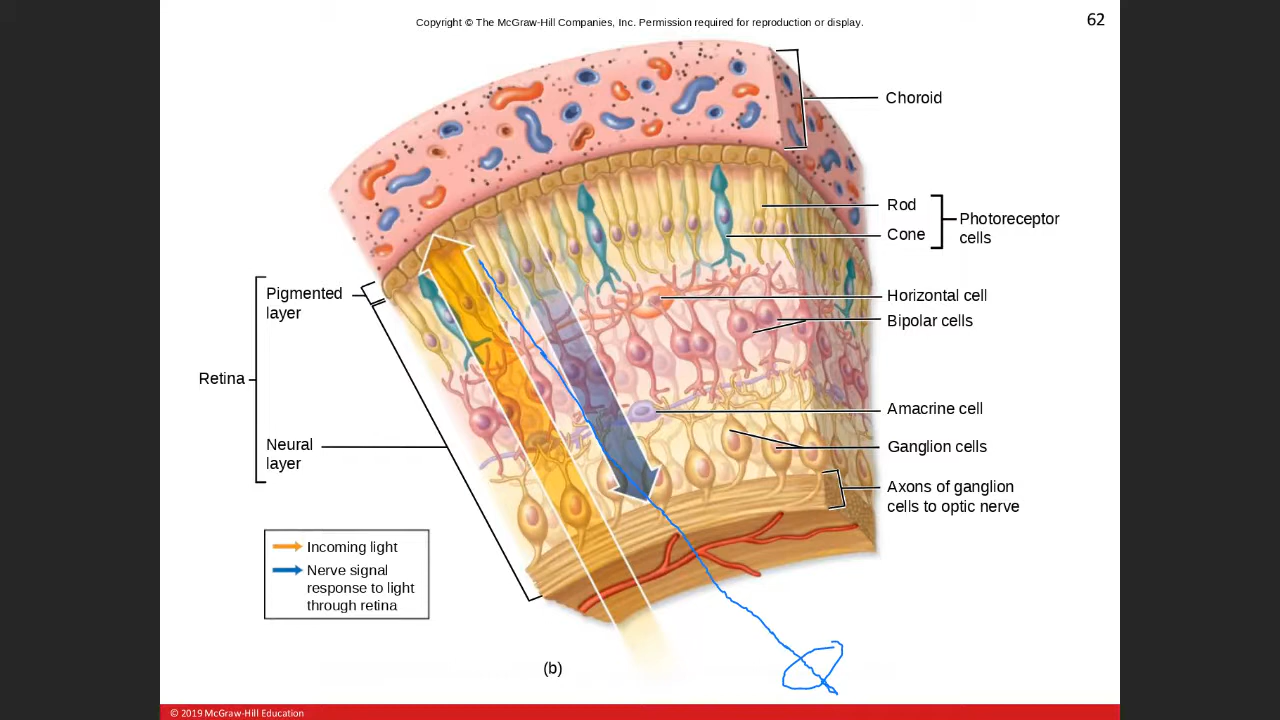 Copyright © The McGraw-Hill Companies, Inc. Permission required for reproduction or display.
62
Choroid
Rod
Cone
Photoreceptor
cells
Pigmented
layer
Horizontal cell
Bipolar cells
Retina
Amacrine cell
Neural
layer
Ganglion cells
Axons of ganglion
cells to optic nerve
Incoming light
Nerve signal
response to light
through retina
(b)
© 2019 McGraw-Hill Education